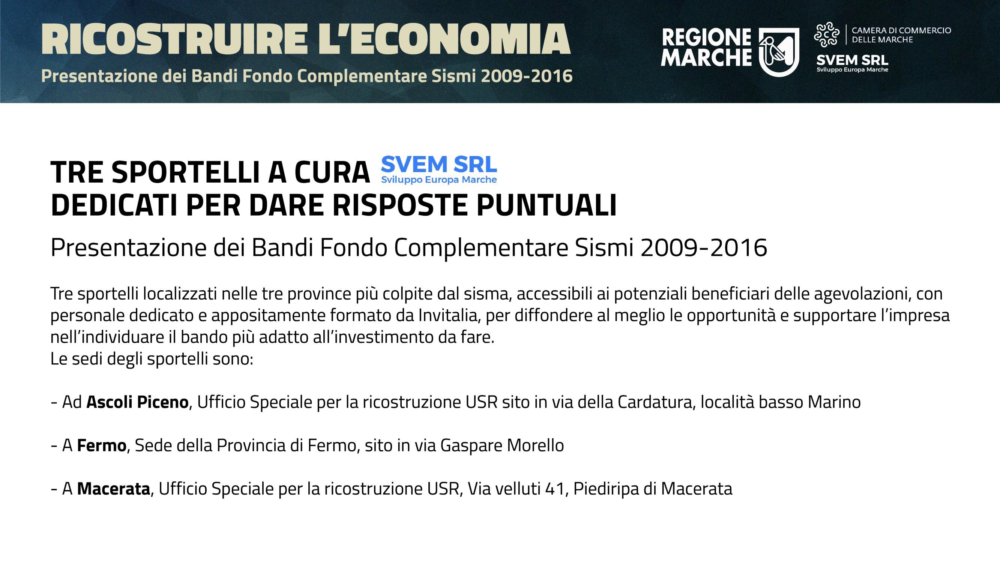 RICOSTRUIRE L'ECONOMIA
Presentazione dei Bandi Fondo Complementare Sismi 2009-2016
REGIONE
MARCHE
CAMERA DI COMMERCIO
DELLE MARCHE
SVEM SRL
Sviluppo Europa Marche
TRE SPORTELLI A CURA SVEM SRL
Sviluppo Europa Marche
DEDICATI PER DARE RISPOSTE PUNTUALI
Presentazione dei Bandi Fondo Complementare Sismi 2009-2016
Tre sportelli localizzati nelle tre province più colpite dal sisma, accessibili ai potenziali beneficiari delle agevolazioni, con
personale dedicato e appositamente formato da Invitalia, per diffondere al meglio le opportunità e supportare l'impresa
nell'individuare il bando più adatto all'investimento da fare.
Le sedi degli sportelli sono:
- Ad Ascoli Piceno, Ufficio Speciale per la ricostruzione USR sito in via della Cardatura, località basso Marino
- A Fermo, Sede della Provincia di Fermo, sito in via Gaspare Morello
- A Macerata, Ufficio Speciale per la ricostruzione USR, Via velluti 41, Piediripa di Macerata